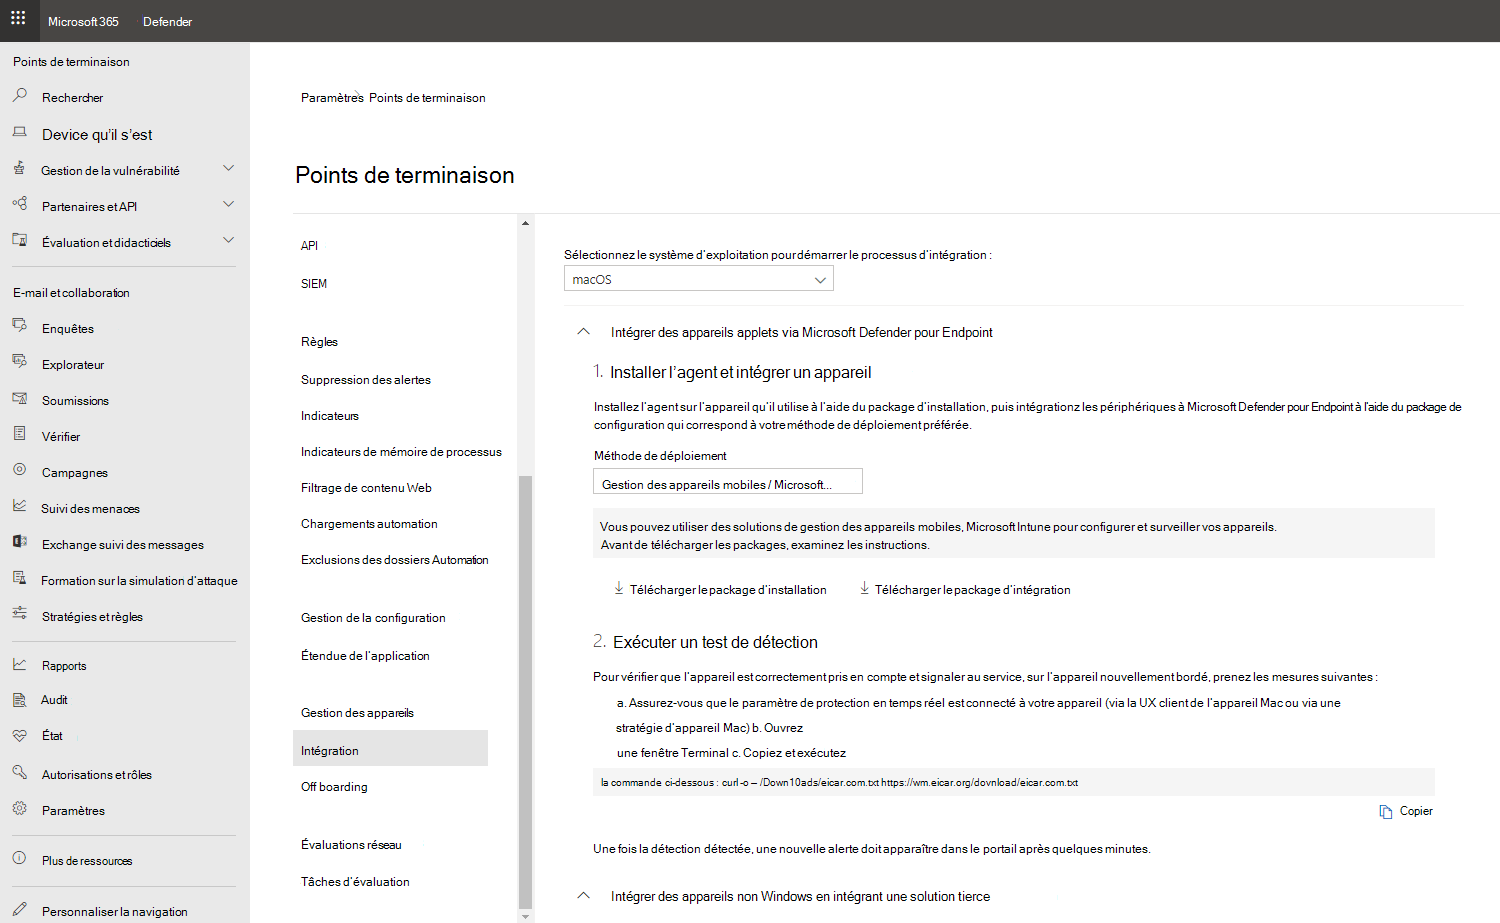 Microsoft 365 Defender
Points de terminaison
Rechercher
Device qu'il s'est
Gestion de la vulnérabilité
Partenaires et API
Évaluation et didacticiels
E-mail et collaboration
Enquêtes
Explorateur
Soumissions
Vérifier
Campagnes
Suivi des menaces
Exchange suivi des messages
Formation sur la simulation d'attaque
Stratégies et règles
Rapports
Audit
État
Autorisations et rôles
Paramètres
Plus de ressources
Personnaliser la navigation
Paramètres Points de terminaison
Points de terminaison
API
SIEM
Règles
Suppression des alertes
Indicateurs
Indicateurs de mémoire de processus
Filtrage de contenu Web
Chargements automation
Exclusions des dossiers Automation
Gestion de la configuration
Étendue de l'application
Gestion des appareils
Intégration
Off boarding
Évaluations réseau
Tâches d'évaluation
Sélectionnez le système d'exploitation pour démarrer le processus d'intégration :
macOS
Intégrer des appareils applets via Microsoft Defender pour Endpoint
1. Installer l'agent et intégrer un appareil
Installez l'agent sur l'appareil qu'il utilise à l'aide du package d'installation, puis intégrationz les périphériques à Microsoft Defender pour Endpoint à l'aide du package de
configuration qui correspond à votre méthode de déploiement préférée.
Méthode de déploiement
Gestion des appareils mobiles / Microsoft...
Vous pouvez utiliser des solutions de gestion des appareils mobiles, Microsoft Intune pour configurer et surveiller vos appareils.
Avant de télécharger les packages, examinez les instructions.
Télécharger le package d'installation Télécharger le package d'intégration
2. Exécuter un test de détection
Pour vérifier que l'appareil est correctement pris en compte et signaler au service, sur l'appareil nouvellement bordé, prenez les mesures suivantes :
a. Assurez-vous que le paramètre de protection en temps réel est connecté à votre appareil (via la UX client de l'appareil Mac ou via une
stratégie d'appareil Mac) b. Ouvrez
une fenêtre Terminal c. Copiez et exécutez
la commande ci-dessous : curl -o – /Down10ads/eicar.com.txt https://wm.eicar.org/dovnload/eicar.com.txt
Copier
Une fois la détection détectée, une nouvelle alerte doit apparaître dans le portail après quelques minutes.
Intégrer des appareils non Windows en intégrant une solution tierce